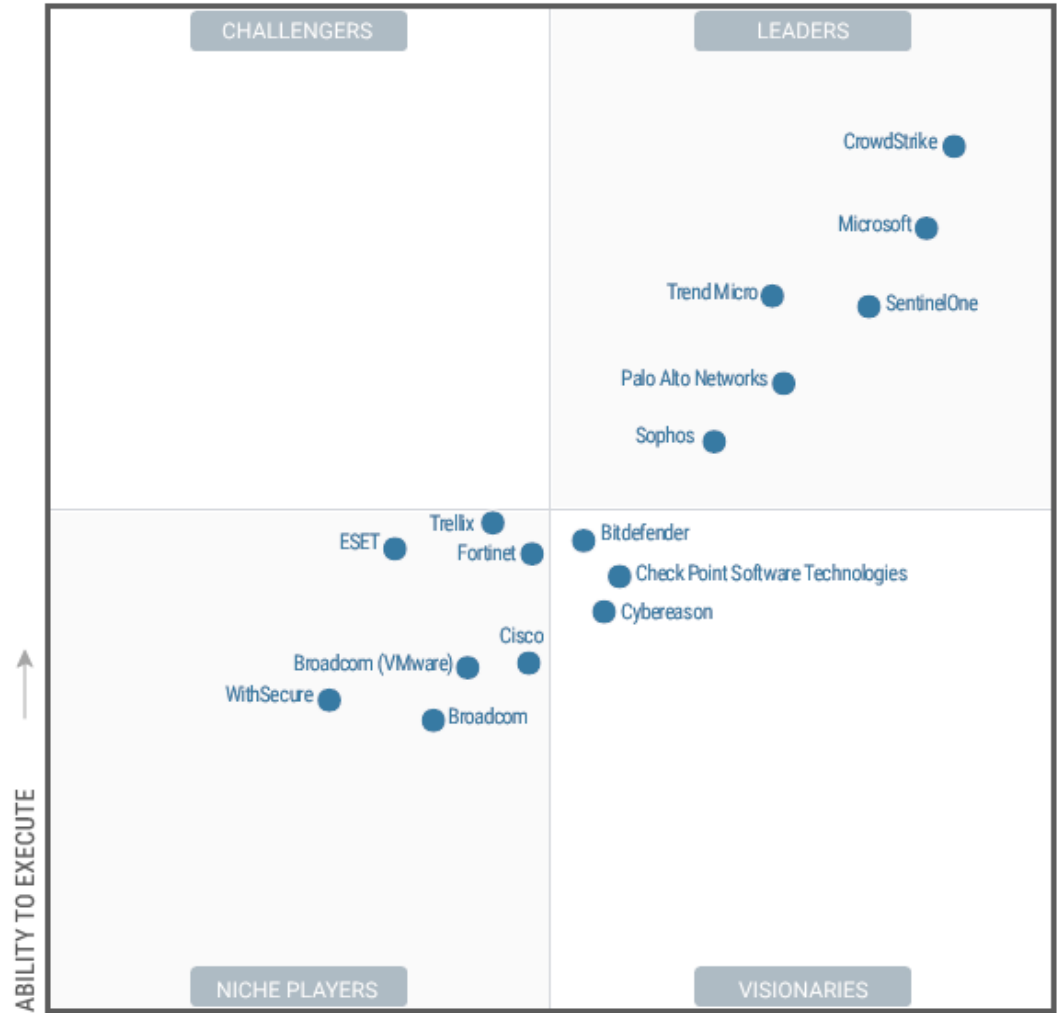 CHALLENGERS
LEADERS
CrowdStrike
Microsoft
Trend Micro
SentinelOne
Palo Alto Networks
Sophos
Trellix
ESET
Fortinet
Bitdefender
Check Point Software Technologies
Cybereason
Cisco
Broadcom (VMware)
WithSecure
Broadcom
ABILITY TO EXECUTE
NICHE PLAYERS
VISIONARIES